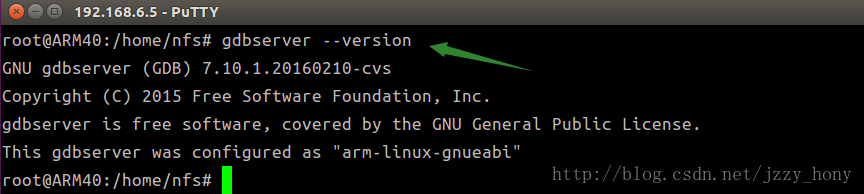 192.168.6.5 - PuTTY
root@ARM40:/home/nfs# gdbserver --version
GNU gdbserver (GDB) 7.10.1.20160210-cvs
Copyright (C) 2015 Free Software Foundation, Inc.
gdbserver is free software, covered by the GNU General Public License.
This gdbserver was configured as "arm-linux-gnueabi"
root@ARM40:/home/nfs#
http://blog.csdn.net/jzzy_hony